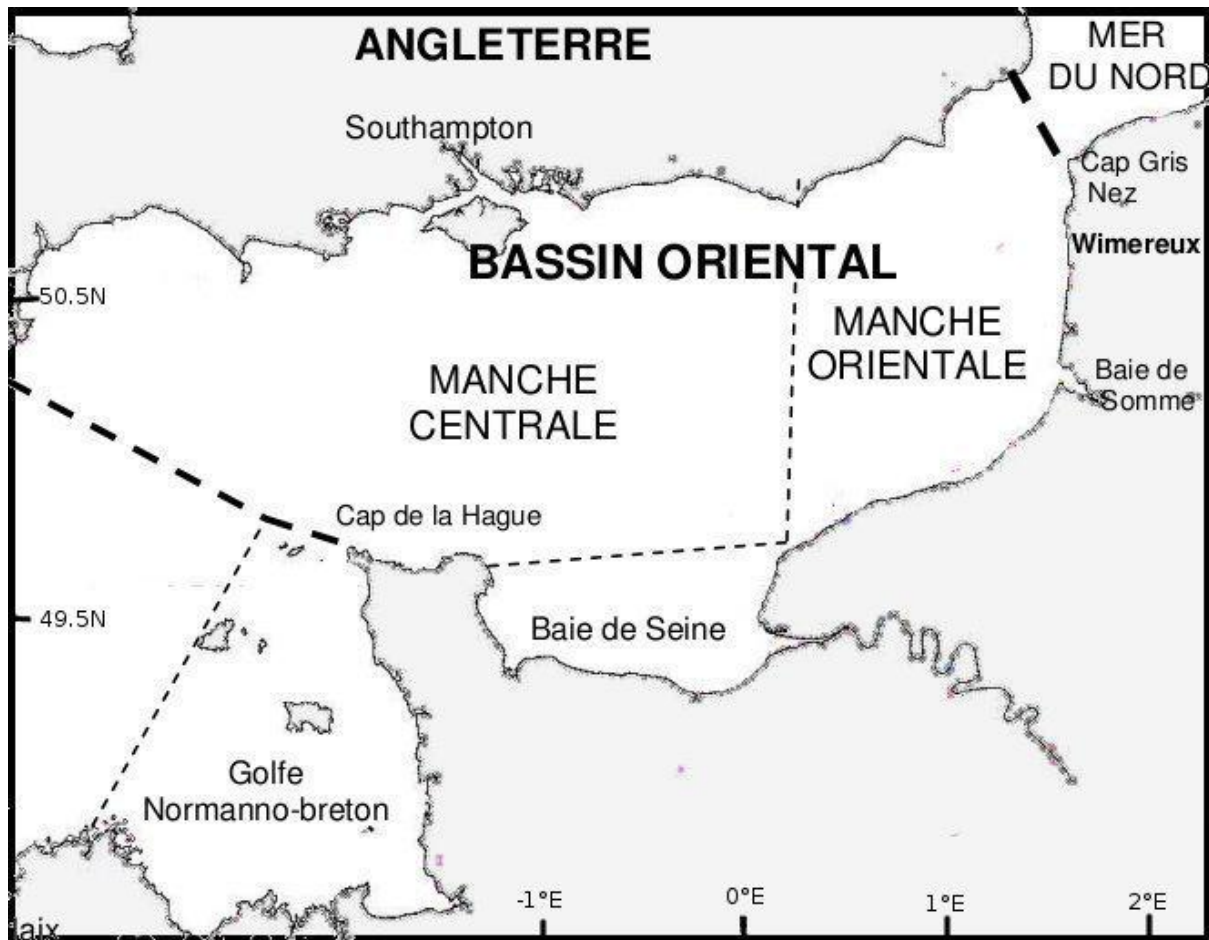 ANGLETERRE
MER
DU NORD
Southampton
Cap Gris
Nez
Wimereux
BASSIN ORIENTAL
50.5N
MANCHE
ORIENTALE
MANCHE
CENTRALE
Baie de
Somme
Cap de la Hague
49.5N
Baie de Seine
Golfe
Normanno-breton
-1°E
0°E
1°E
2°E
laix